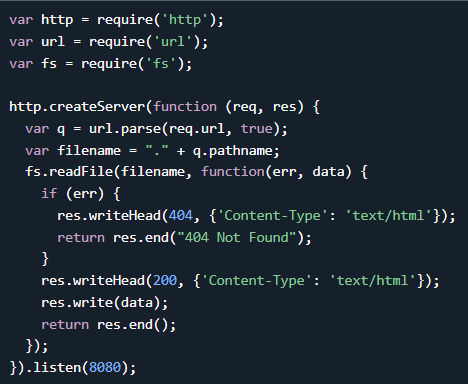 var http = require('http');
var url = require('url');
var fs = require('fs');

http.createServer(function (req, res) {
  var q = url.parse(req.url, true);
  var filename = "." + q.pathname;
  fs.readFile(filename, function(err, data) {
    if (err) {
      res.writeHead(404, {'Content-Type': 'text/html'});
      return res.end("404 Not Found");
    }
    res.writeHead(200, {'Content-Type': 'text/html'});
    res.write(data);
    return res.end();
  });
}).listen(8080);